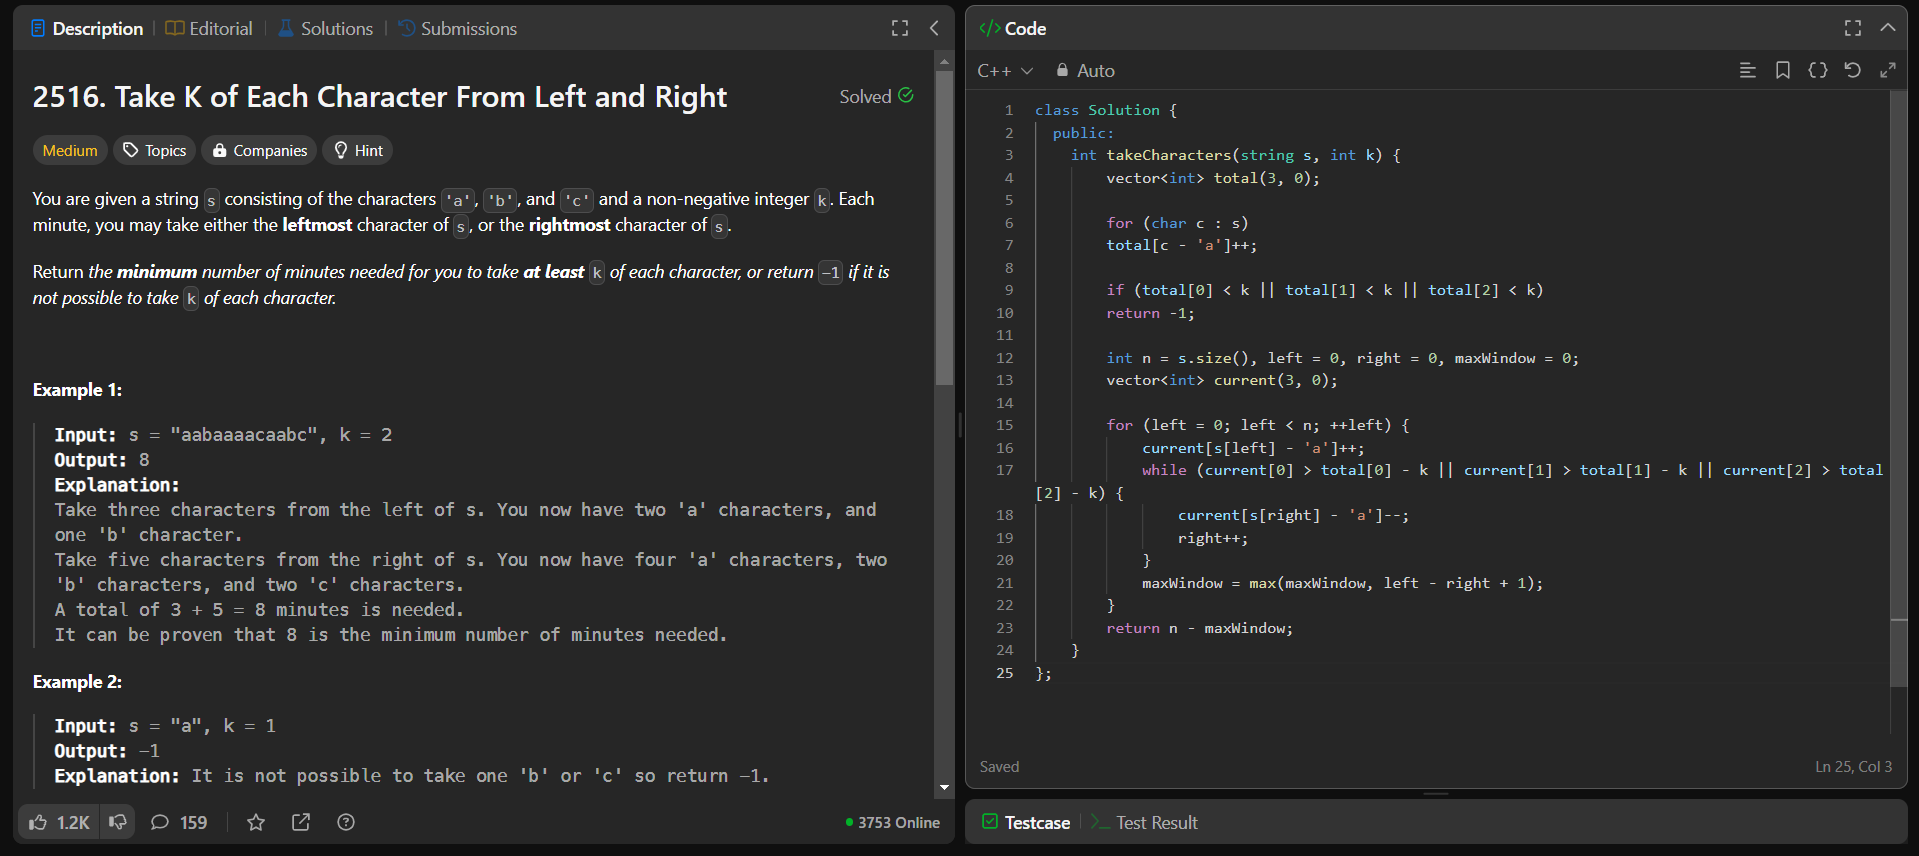 Description
Editorial
Solutions
Submissions
2516. Take K of Each Character From Left and Right
Solved
Medium
Topics
Companies
Hint
You are given a string s consisting of the characters 'a', 'b', and 'c' and a non-negative integer k. Each
minute, you may take either the leftmost character of s, or the rightmost character of s.
Return the minimum number of minutes needed for you to take at least k of each character, or return -1 if it is
not possible to take k of each character.
Example 1:
Input: s = "aabaaaacaabc", k = 2
Output: 8
Explanation:
Take three characters from the left of s. You now have two 'a' characters, and
one 'b' character.
Take five characters from the right of s. You now have four 'a' characters, two
'b' characters, and two 'c' characters.
A total of 3 + 5 = 8 minutes is needed.
It can be proven that 8 is the minimum number of minutes needed.
Example 2:
Input: s = "a", k = 1
Output: -1
Explanation: It is not possible to take one 'b' or 'c' so return -1.
1.2K
159
3753 Online
</> Code
C++
Auto
1 class Solution {
2 public:
3 int takeCharacters(string s, int k) {
4 vector<int> total(3, 0);
5
6 for (char c : s)
7 total[c - 'a']++;
8
9 if (total[0] < k || total[1] < k || total[2] < k)
10 return -1;
11
12 int n = s.size(), left = 0, right = 0, maxWindow = 0;
13 vector<int> current(3, 0);
14
15 for (left = 0; left < n; ++left) {
16 current[s[left] - 'a']++;
17 while (current[0] > total[0] - k || current[1] > total[1] - k || current[2] > total
[2] - k) {
18 current[s[right] - 'a']--;
19 right++;
20 }
21 maxWindow = max(maxWindow, left - right + 1);
22 }
23 return n - maxWindow;
24 }
25 };
Saved
Ln 25, Col 3
Testcase
Test Result